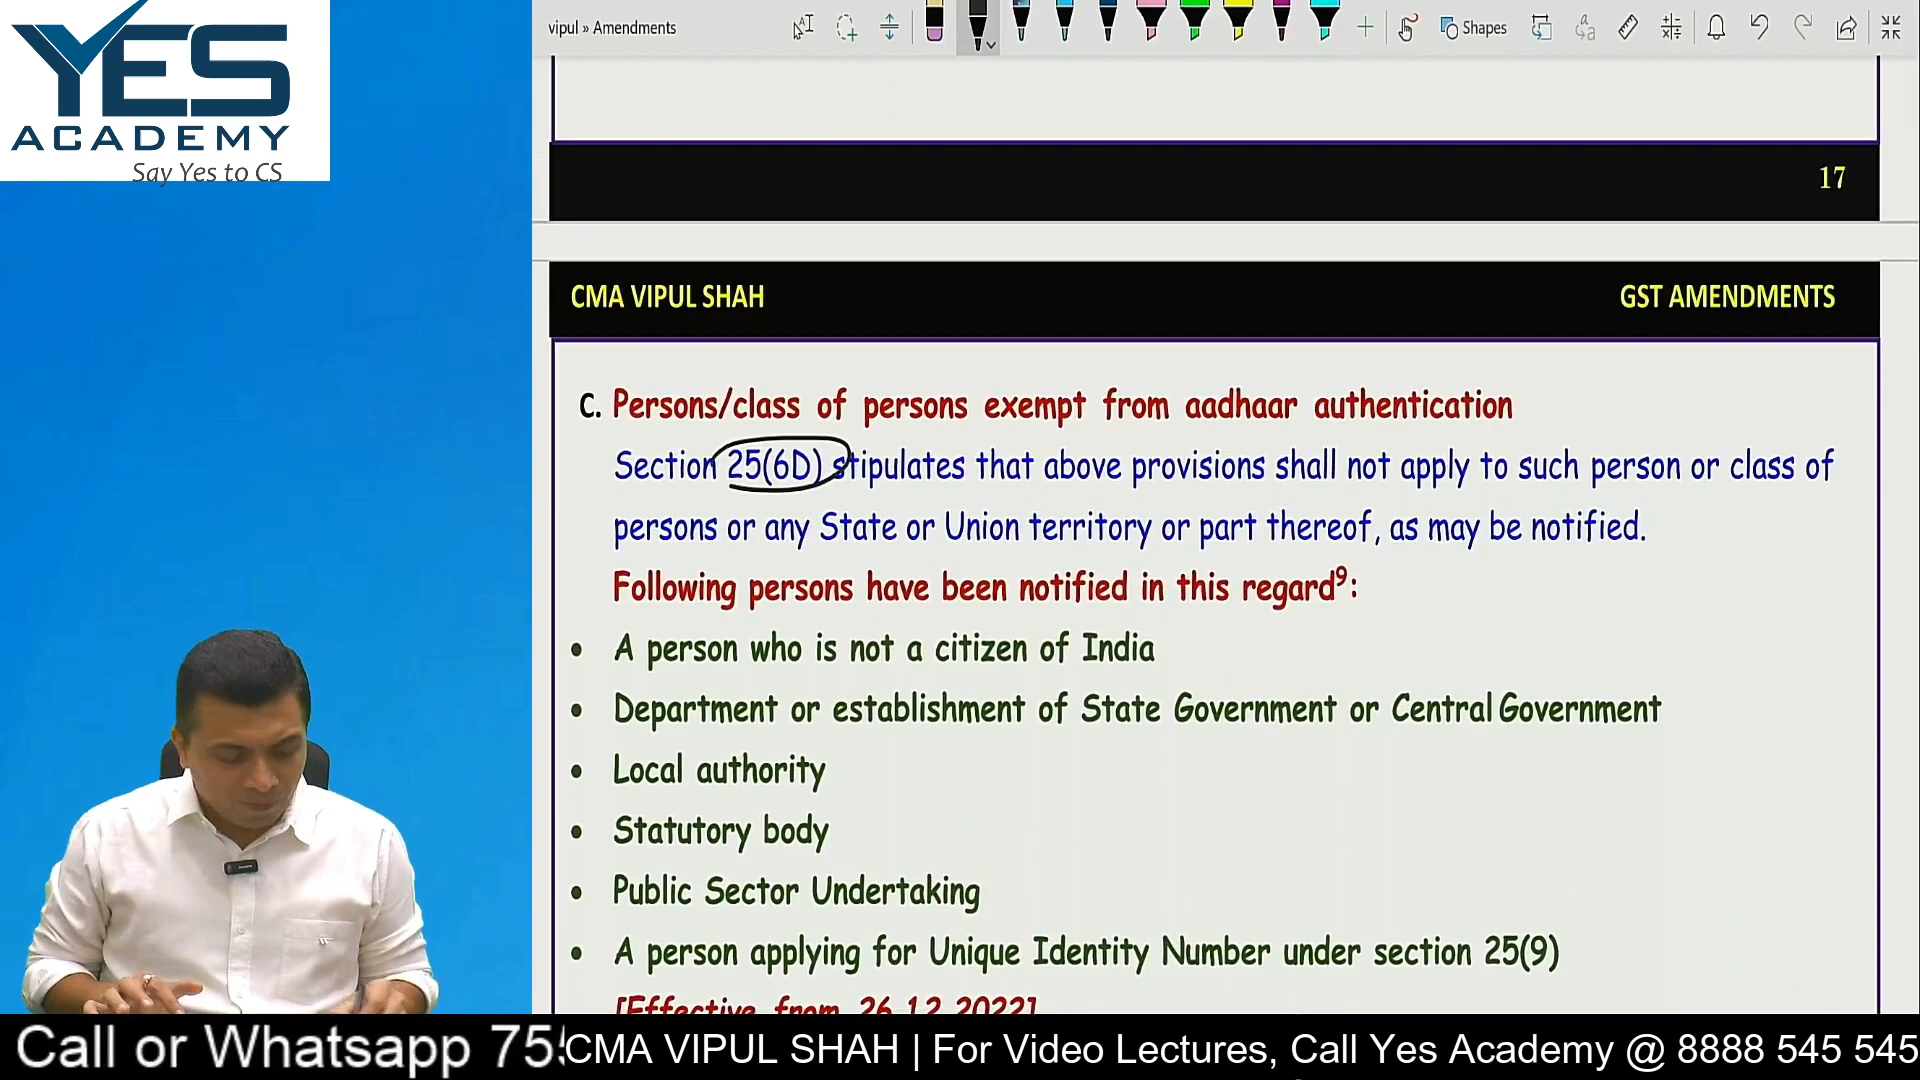 YES
ACADEMY
Say Yes to CS
vipul » Amendments
Shapes
17
CMA VIPUL SHAH
GST AMENDMENTS
C. Persons/class of persons exempt from aadhaar authentication
Section 25(6D) stipulates that above provisions shall not apply to such person or class of
persons or any State or Union territory or part thereof, as may be notified.
Following persons have been notified in this regard⁹:
• A person who is not a citizen of India
• Department or establishment of State Government or Central Government
• Local authority
• Statutory body
• Public Sector Undertaking
• A person applying for Unique Identity Number under section 25(9)
[Effective from 26.12.2022]
Call or Whatsapp 75
CMA VIPUL SHAH | For Video Lectures, Call Yes Academy @ 8888 545 545